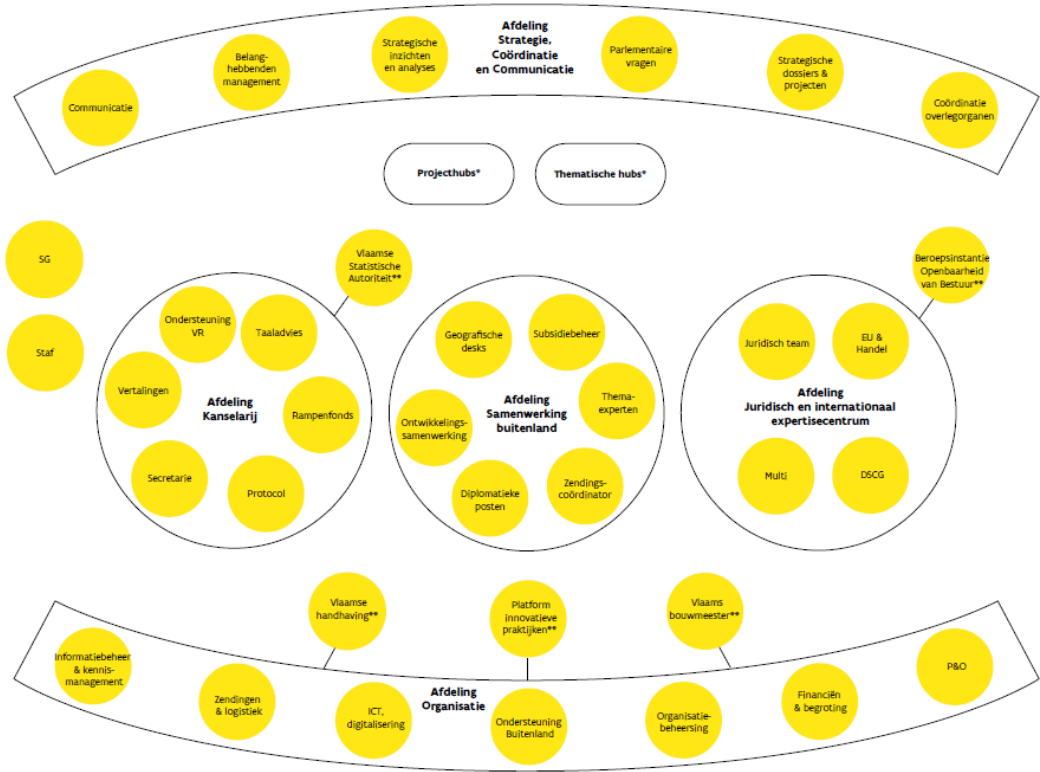 Afdeling
Strategie,
Coördinatie
en Communicatie
Communicatie
Belang-
hebbenden
management
Strategische
inzichten
en analyses
Parlementaire
vragen
Strategische
dossiers &
projecten
Coördinatie
overlegorganen
Projecthubs*
Thematische hubs*
SG
Staf
Vlaamse
Statistische
Autoriteit**
Ondersteuning
VR
Taaladvies
Vertalingen
Afdeling
Kanselarij
Rampenfonds
Secretarie
Protocol
Geografische
desks
Subsidiebeheer
Ontwikkelings-
samenwerking
Afdeling
Samenwerking
buitenland
Thema-
experten
Diplomatieke
posten
Zendings-
coördinator
Beroepsinstantie
Openbaarheid
van Bestuur**
Juridisch team
EU &
Handel
Afdeling
Juridisch en internationaal
expertisecentrum
Multi
DSCG
Vlaamse
handhaving**
Platform
innovatieve
praktijken**
Vlaams
bouwmeester**
Informatiebeheer
& kennis-
management
Zendingen
& logistiek
ICT,
digitalisering
Afdeling
Organisatie
Ondersteuning
Buitenland
Organisatie-
beheersing
Financiën
& begroting
P&O